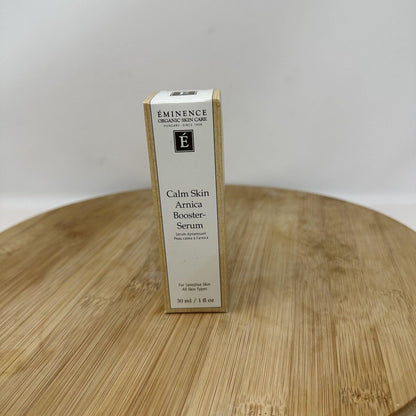 ÉMINENCE
ORGANIC SKIN CARE
HUNGARY · SINCE 1958
É
Calm Skin
Arnica
Booster-
Serum
Sérum dynamisant
Peau calme à l'arnica
For Sensitive Skin
All Skin Types
30 ml / 1 fl oz